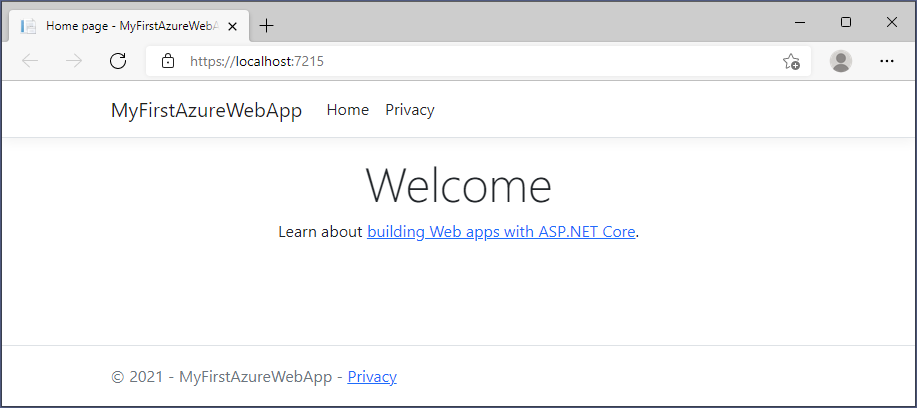 Home page - MyFirstAzureWebA
https://localhost:7215
MyFirstAzureWebApp Home Privacy
Welcome
Learn about building Web apps with ASP.NET Core.
© 2021 - MyFirstAzureWebApp - Privacy